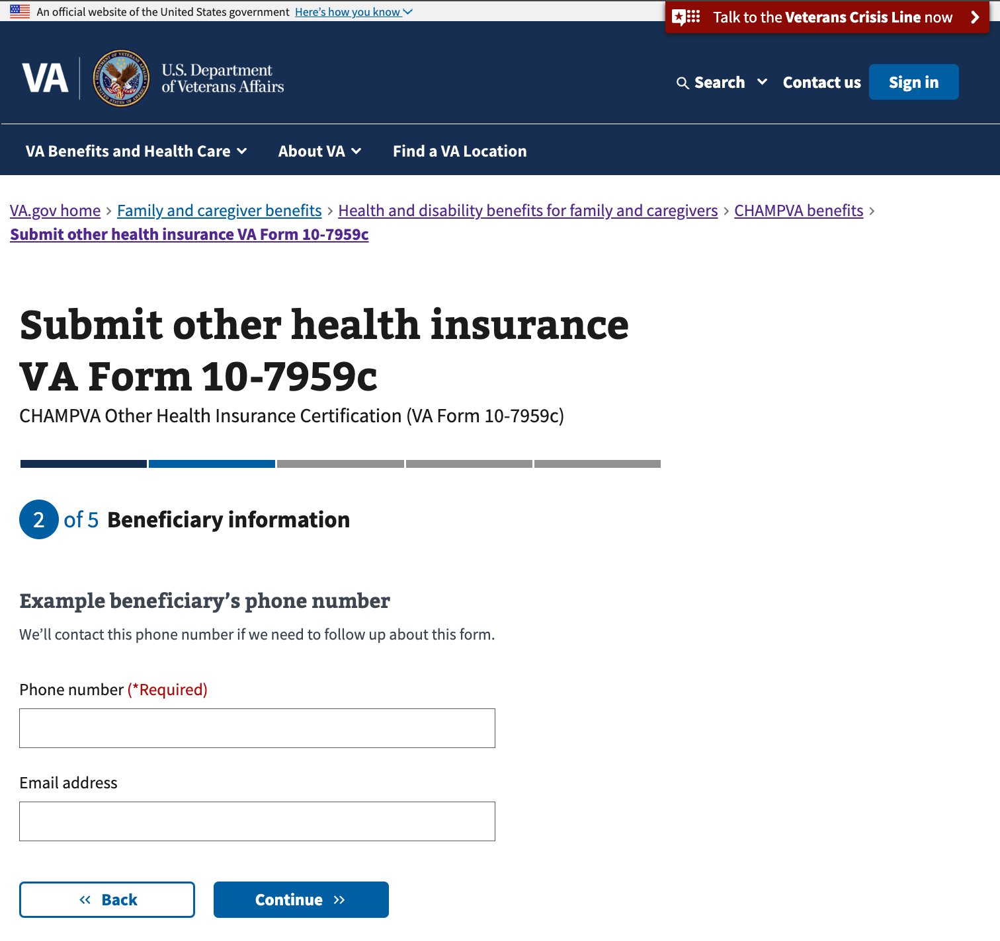 An official website of the United States government Here's how you know
Talk to the Veterans Crisis Line now
VA
U.S. Department
of Veterans Affairs
Search
Contact us
Sign in
VA Benefits and Health Care
About VA
Find a VA Location
VA.gov home › Family and caregiver benefits › Health and disability benefits for family and caregivers › CHAMPVA benefits ›
Submit other health insurance VA Form 10-7959c
Submit other health insurance
VA Form 10-7959c
CHAMPVA Other Health Insurance Certification (VA Form 10-7959c)
2 of 5 Beneficiary information
Example beneficiary’s phone number
We’ll contact this phone number if we need to follow up about this form.
Phone number (*Required)
Email address
Back
Continue